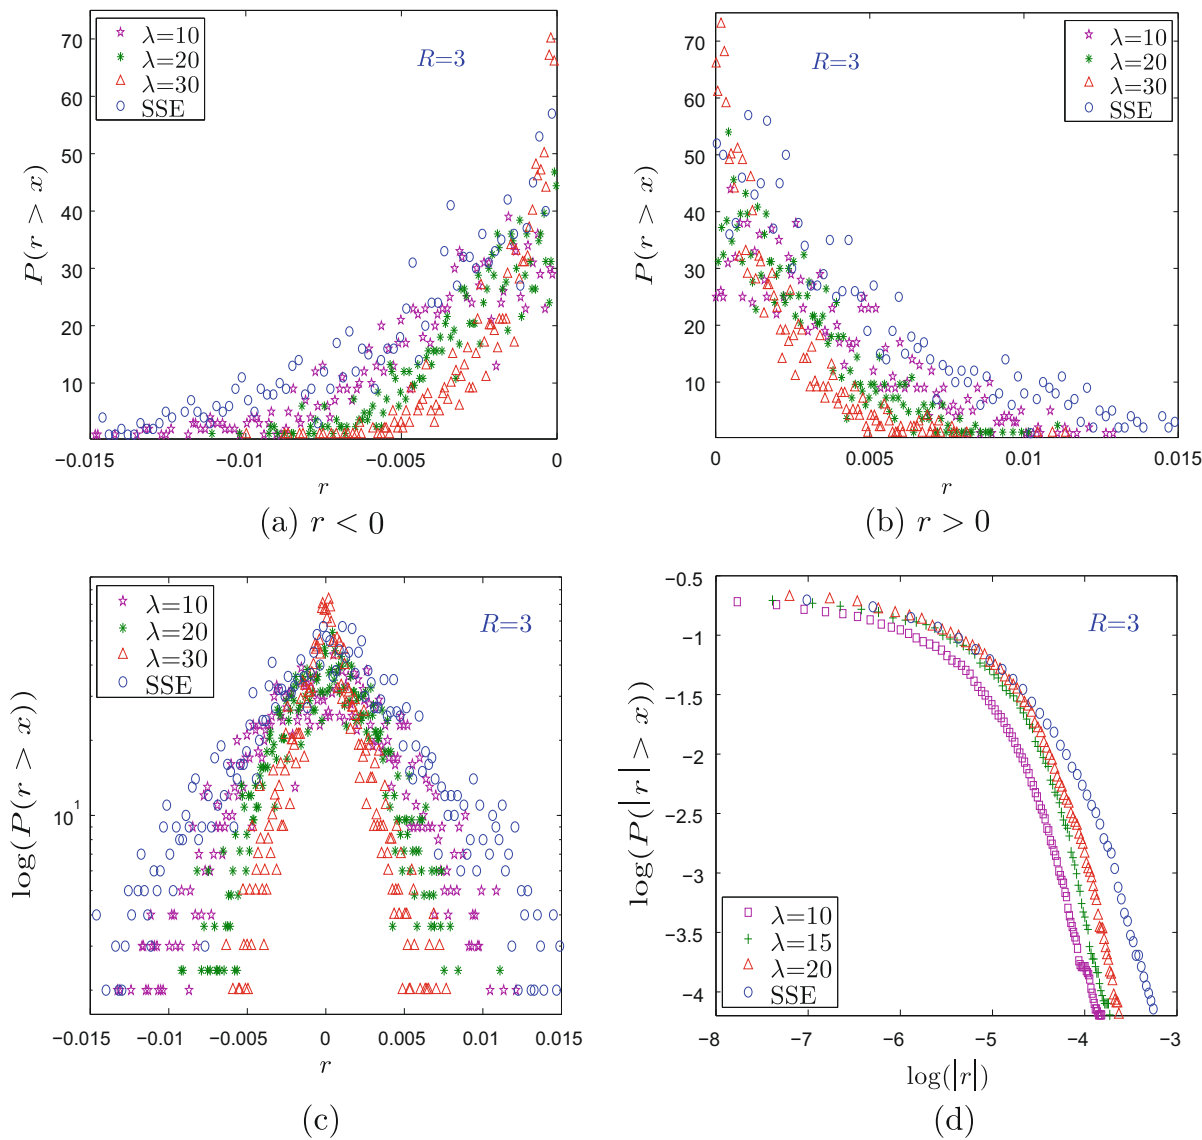 70
60
50
40
30
20
10
P(r > x)
λ=10
λ=20
λ=30
SSE
R=3
−0.015 −0.01 −0.005 0
r
(a) r < 0
70
60
50
40
30
20
10
P(r > x)
R=3
λ=10
λ=20
λ=30
SSE
0 0.005 0.01 0.015
r
(b) r > 0
log(P(r > x))
10^1
λ=10
λ=20
λ=30
SSE
R=3
−0.015 −0.01 −0.005 0 0.005 0.01 0.015
r
(c)
−0.5
−1
−1.5
−2
−2.5
−3
−3.5
−4
log(P(|r| > x))
R=3
λ=10
λ=15
λ=20
SSE
−8 −7 −6 −5 −4 −3
log(|r|)
(d)